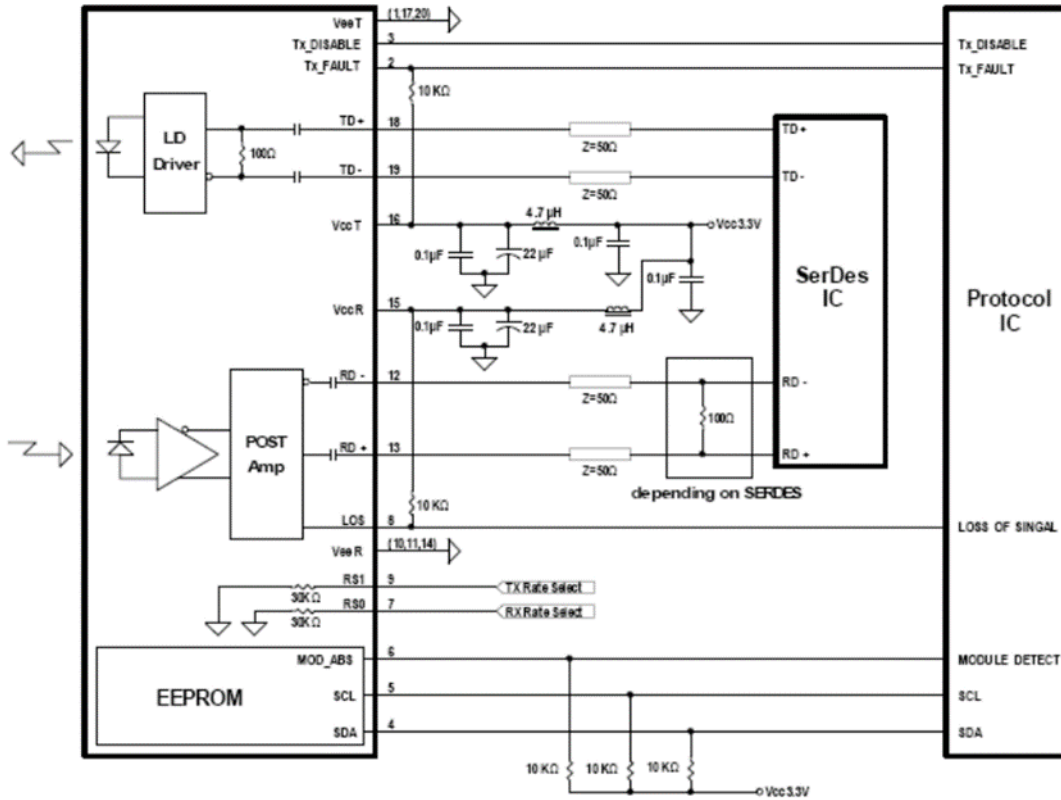 VeeT (1,17,20)
Tx_DISABLE 3 Tx_DISABLE
Tx_FAULT 2 Tx_FAULT
10 KΩ
LD
Driver
100Ω
TD+ 18 Z=50Ω TD+
TD- 19 Z=50Ω TD-
VccT 16 4.7 µH Vcc3.3V
0.1µF 22 µF 0.1µF
0.1µF
SerDes
IC
Protocol
IC
VccR 15
0.1µF 22 µF 4.7 µH
RD - 12 Z=50Ω RD -
100Ω
POST
Amp
RD + 13 Z=50Ω RD +
depending on SERDES
10 KΩ
LOS 8 LOSS OF SINGAL
VeeR (10,11,14)
RS1 9 TX Rate Select
30KΩ
RS0 7 RX Rate Select
30KΩ
MOD_ABS 6 MODULE DETECT
EEPROM
SCL 5 SCL
SDA 4 SDA
10 KΩ 10 KΩ 10 KΩ
Vcc3.3V